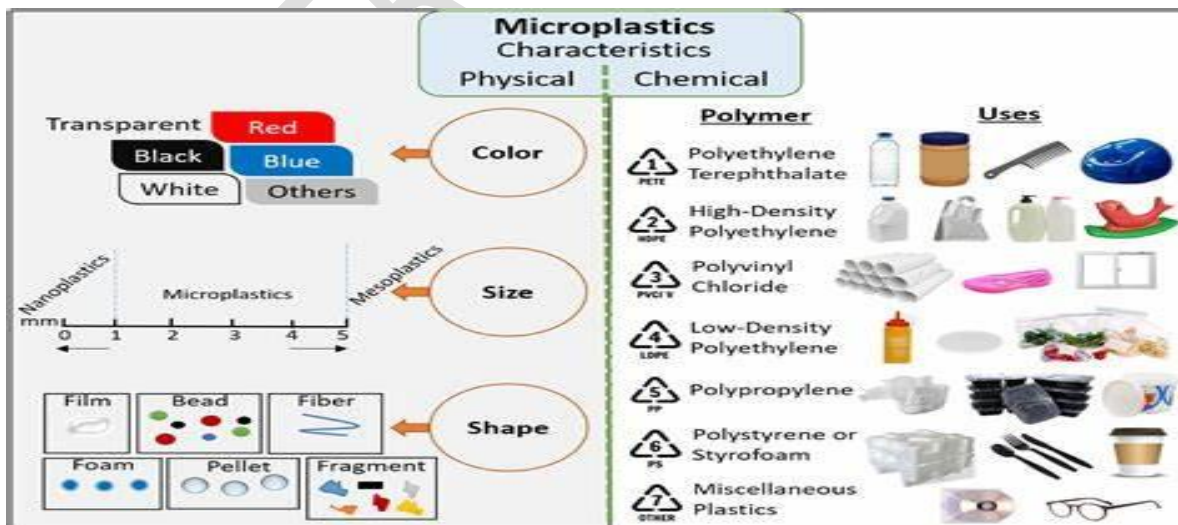 Microplastics
Characteristics
Physical Chemical
Transparent Red
Black Blue
White Others
Color
Nanoplastics Microplastics Mesoplastics
mm 0 1 2 3 4 5
Size
Film Bead Fiber
Foam Pellet Fragment
Shape
Polymer Uses
1 PETE Polyethylene
Terephthalate
2 HDPE High-Density
Polyethylene
3 Polyvinyl
Chloride
4 LDPE Low-Density
Polyethylene
5 PP Polypropylene
6 PS Polystyrene or
Styrofoam
7 OTHER Miscellaneous
Plastics